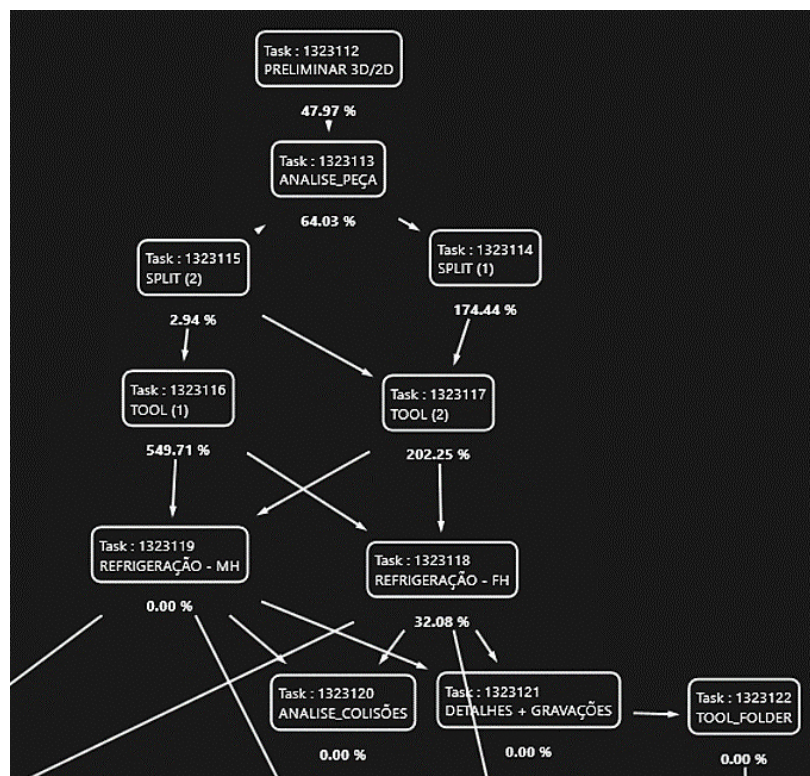 Task : 1323112
PRELIMINAR 3D/2D
47.97 %
Task : 1323113
ANALISE_PEÇA
64.03 %
Task : 1323115
SPLIT (2)
2.94 %
Task : 1323114
SPLIT (1)
174.44 %
Task : 1323116
TOOL (1)
549.71 %
Task : 1323117
TOOL (2)
202.25 %
Task : 1323119
REFRIGERAÇÃO - MH
0.00 %
Task : 1323118
REFRIGERAÇÃO - FH
32.08 %
Task : 1323120
ANALISE_COLISÕES
0.00 %
Task : 1323121
DETALHES + GRAVAÇÕES
0.00 %
Task : 1323122
TOOL_FOLDER
0.00 %